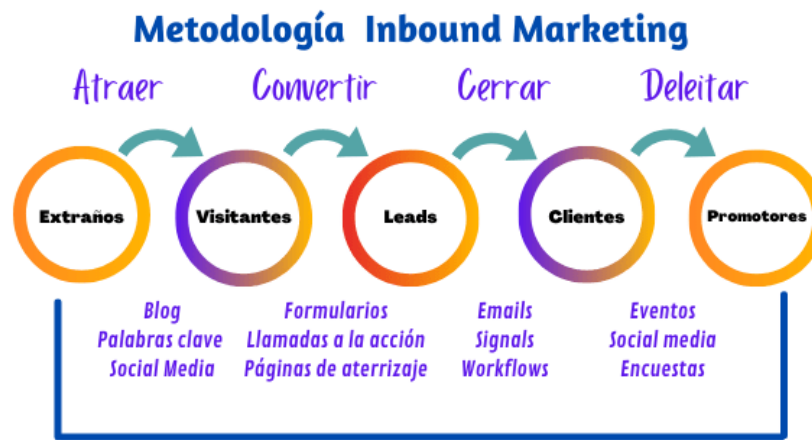 Metodología Inbound Marketing
Atraer
Convertir
Cerrar
Deleitar
Extraños
Visitantes
Leads
Clientes
Promotores
Blog
Palabras clave
Social Media
Formularios
Llamadas a la acción
Páginas de aterrizaje
Emails
Signals
Workflows
Eventos
Social media
Encuestas